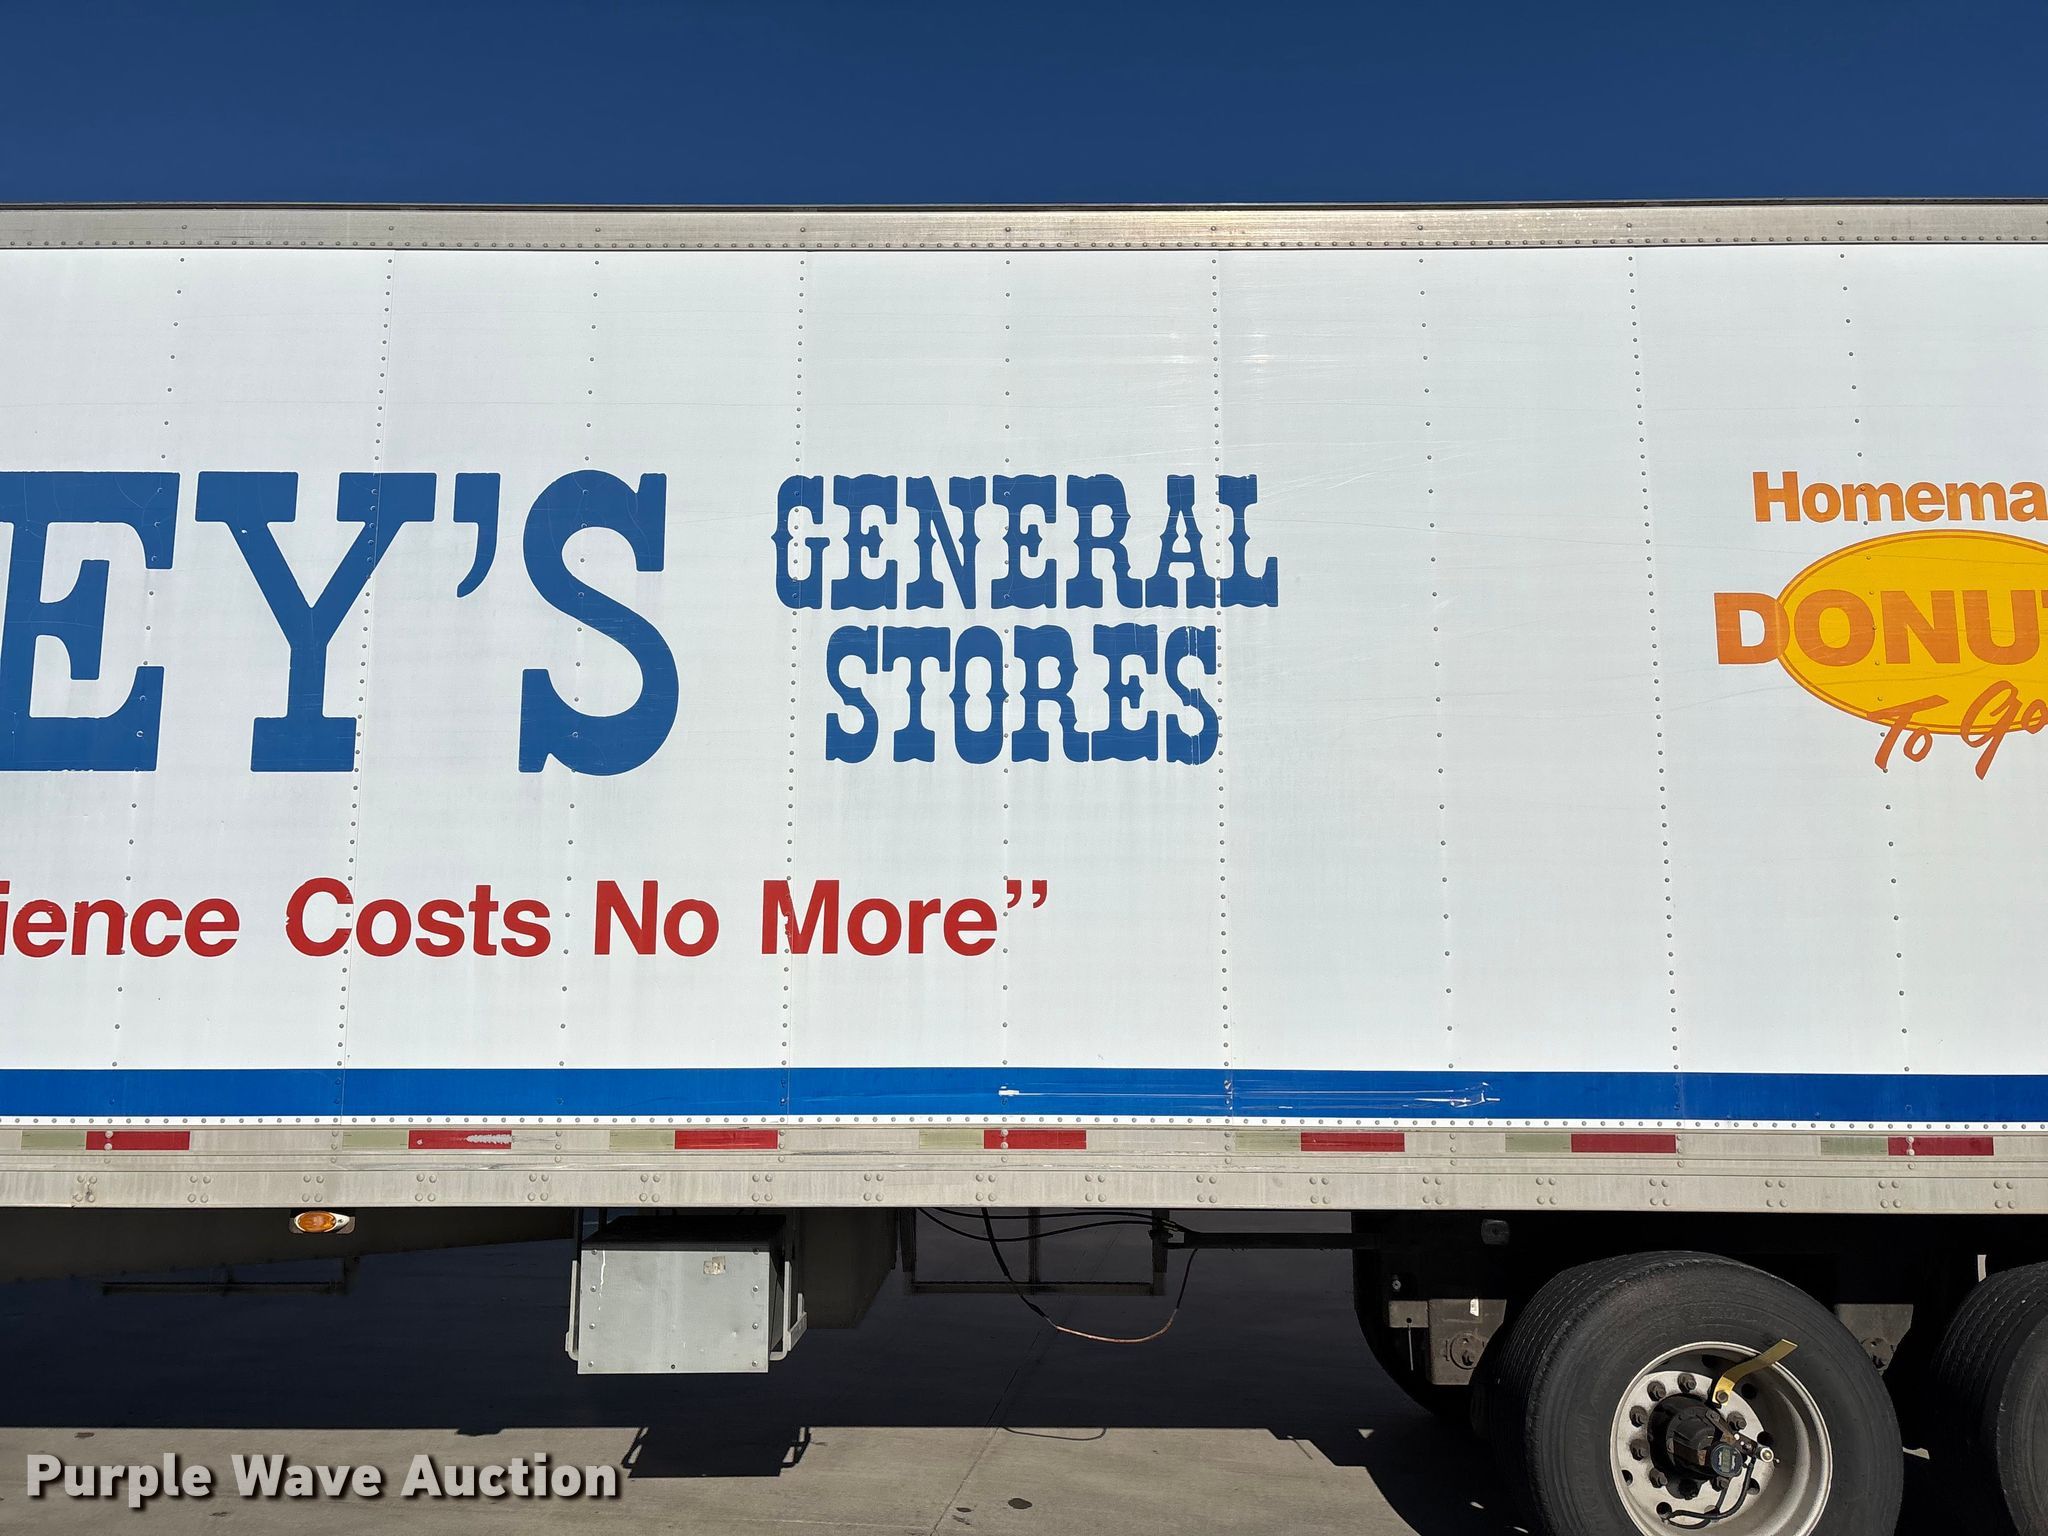 EY'S GENERAL STORES
ience Costs No More”
Homema
DONUT
To Go
Purple Wave Auction